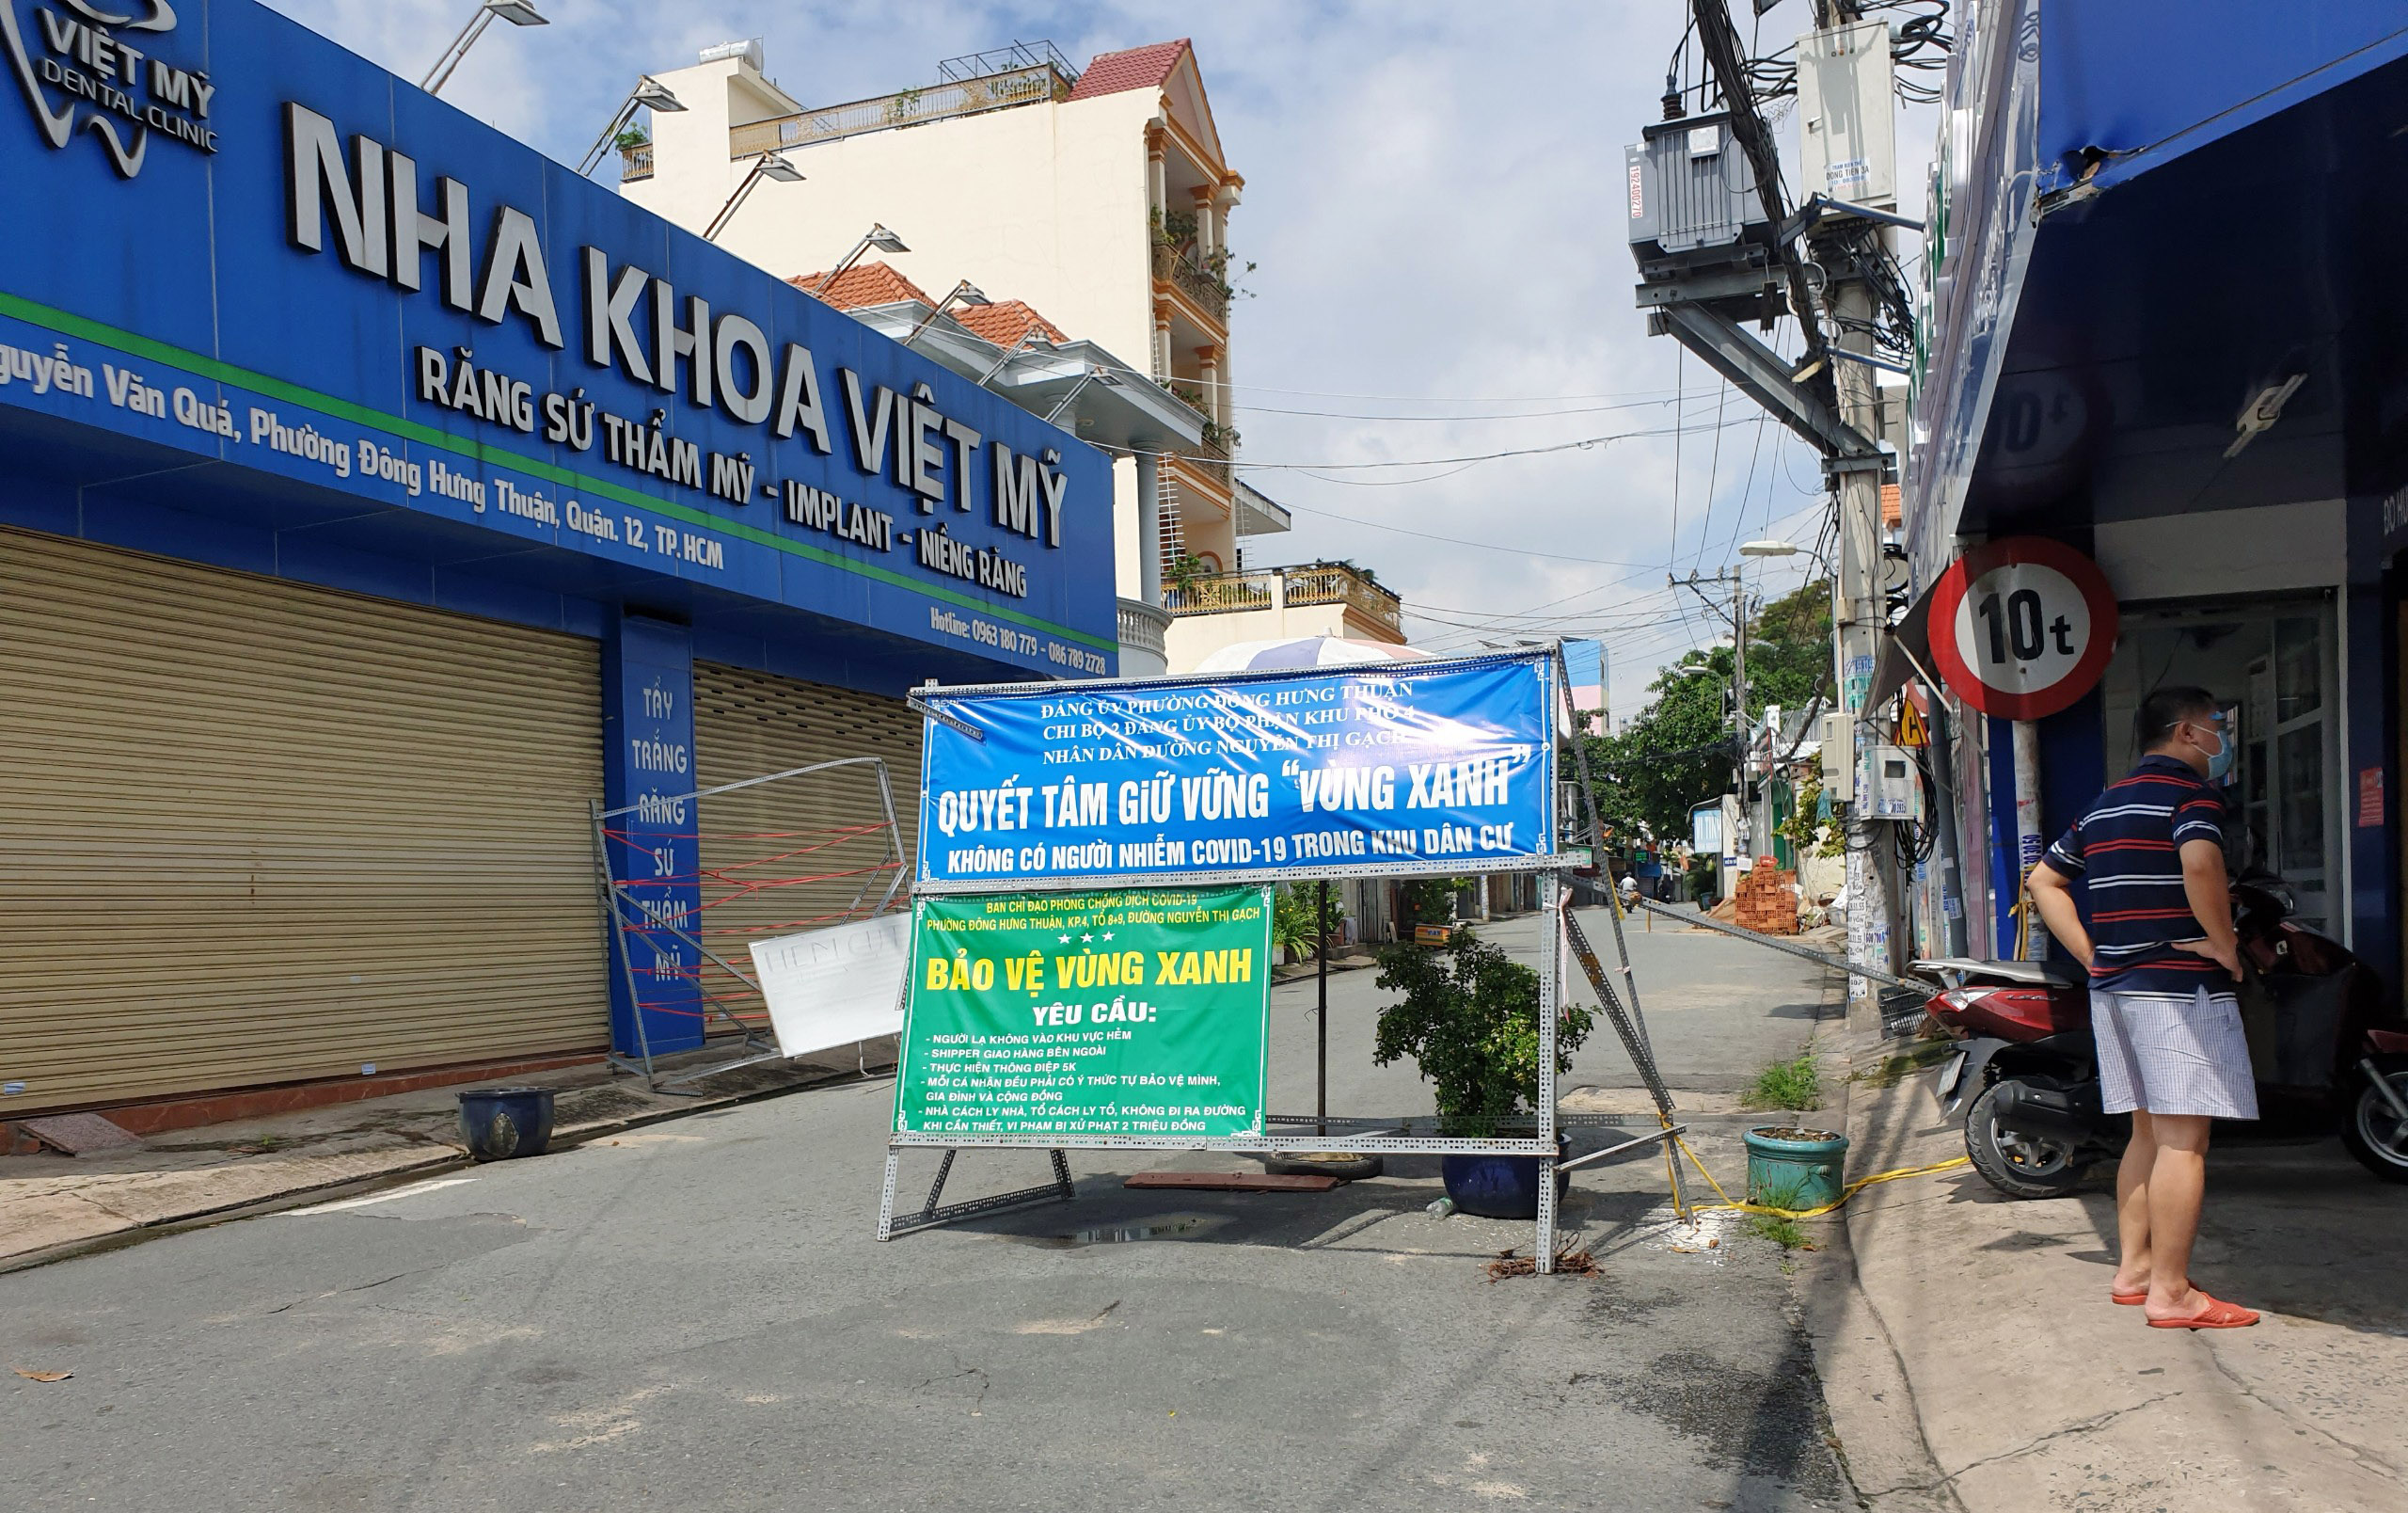 VIỆT MỸ
DENTAL CLINIC
NHA KHOA VIỆT MỸ
RĂNG SỨ THẨM MỸ - IMPLANT - NIỀNG RĂNG
guyễn Văn Quá, Phường Đông Hưng Thuận, Quận. 12, TP. HCM
Hotline: 0963 180 779 - 086 789 2728
TẨY
TRẮNG
RĂNG
SỨ
THẨM
MỸ
ĐẢNG ỦY PHƯỜNG ĐÔNG HƯNG THUẬN
CHI BỘ 2 ĐẢNG ỦY BỘ PHẬN KHU PHỐ 4
NHÂN DÂN ĐƯỜNG NGUYỄN THỊ GẠCH
QUYẾT TÂM GIỮ VỮNG "VÙNG XANH"
KHÔNG CÓ NGƯỜI NHIỄM COVID-19 TRONG KHU DÂN CƯ
BAN CHỈ ĐẠO PHÒNG CHỐNG DỊCH COVID-19
PHƯỜNG ĐÔNG HƯNG THUẬN, KP.4, TỔ 8+9, ĐƯỜNG NGUYỄN THỊ GẠCH
BẢO VỆ VÙNG XANH
YÊU CẦU:
- NGƯỜI LẠ KHÔNG VÀO KHU VỰC HẺM
- SHIPPER GIAO HÀNG BÊN NGOÀI
- THỰC HIỆN THÔNG ĐIỆP 5K
- MỖI CÁ NHÂN ĐỀU PHẢI CÓ Ý THỨC TỰ BẢO VỆ MÌNH,
GIA ĐÌNH VÀ CỘNG ĐỒNG
- NHÀ CÁCH LY NHÀ, TỔ CÁCH LY TỔ, KHÔNG ĐI RA ĐƯỜNG
KHI CẦN THIẾT, VI PHẠM BỊ XỬ PHẠT 2 TRIỆU ĐỒNG
192400270
10t